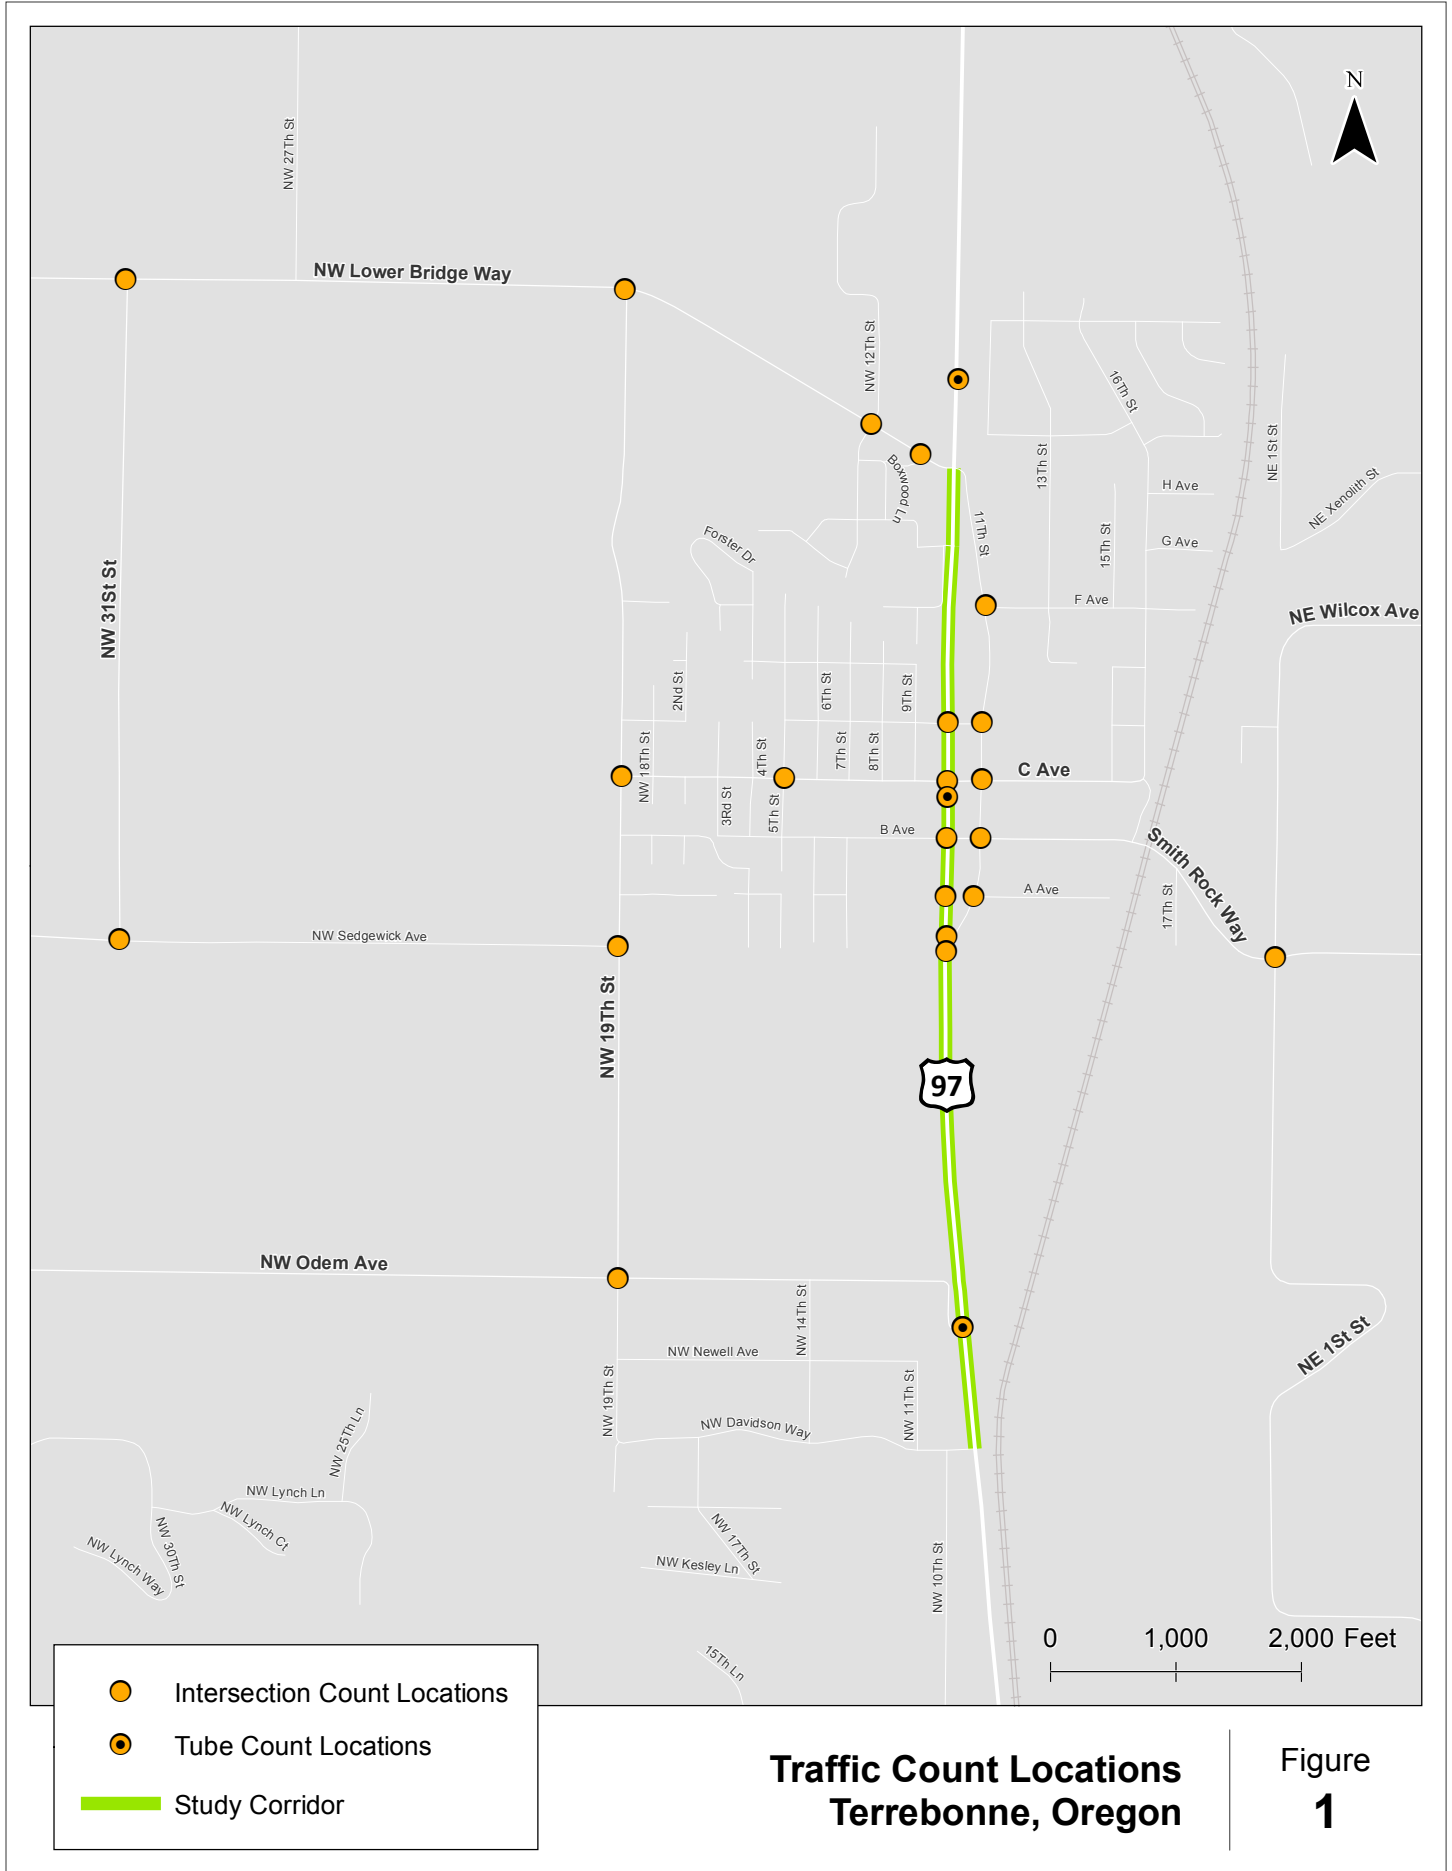 N
NW 27Th St
NW Lower Bridge Way
NW 12Th St
16Th St
13Th St
NE 1St St
Boxwood Ln
H Ave
NE Xenolith St
11Th St
15Th St
G Ave
Forster Dr
NW 31St St
F Ave
NE Wilcox Ave
2Nd St
6Th St
9Th St
NW 18Th St
4Th St
7Th St
8Th St
C Ave
3Rd St
5Th St
B Ave
Smith Rock Way
A Ave
17Th St
NW Sedgewick Ave
NW 19Th St
97
NW Odem Ave
NW 14Th St
NE 1St St
NW Newell Ave
NW 19Th St
NW 11Th St
NW Davidson Way
NW 25Th Ln
NW Lynch Ln
NW Lynch Ct
NW 30Th St
NW Lynch Way
NW 17Th St
NW Kesley Ln
NW 10Th St
15Th Ln
0 1,000 2,000 Feet
Intersection Count Locations
Tube Count Locations
Study Corridor
Traffic Count Locations
Terrebonne, Oregon
Figure
1